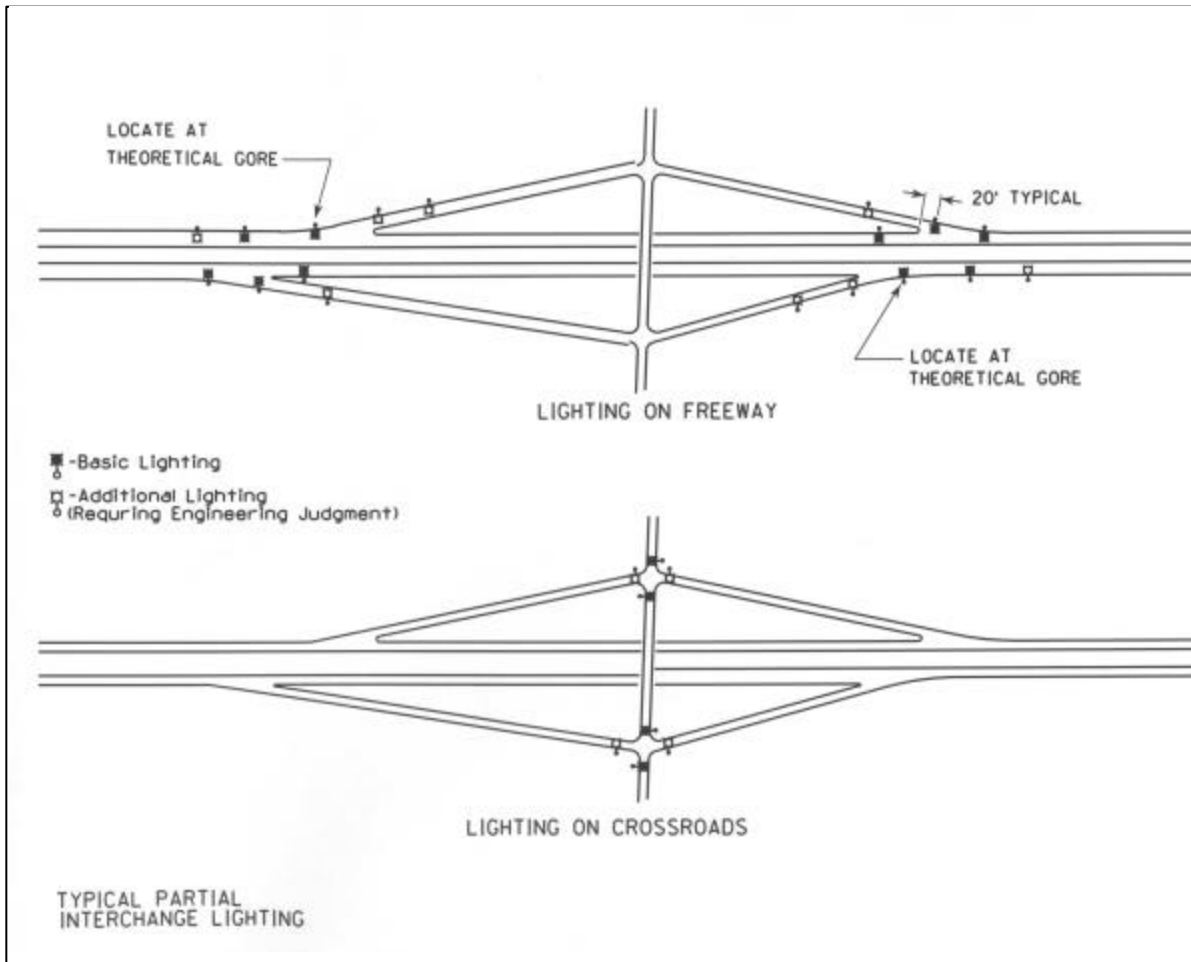 LOCATE AT
THEORETICAL GORE
20' TYPICAL
LOCATE AT
THEORETICAL GORE
LIGHTING ON FREEWAY
-Basic Lighting
-Additional Lighting
(Requring Engineering Judgment)
LIGHTING ON CROSSROADS
TYPICAL PARTIAL
INTERCHANGE LIGHTING